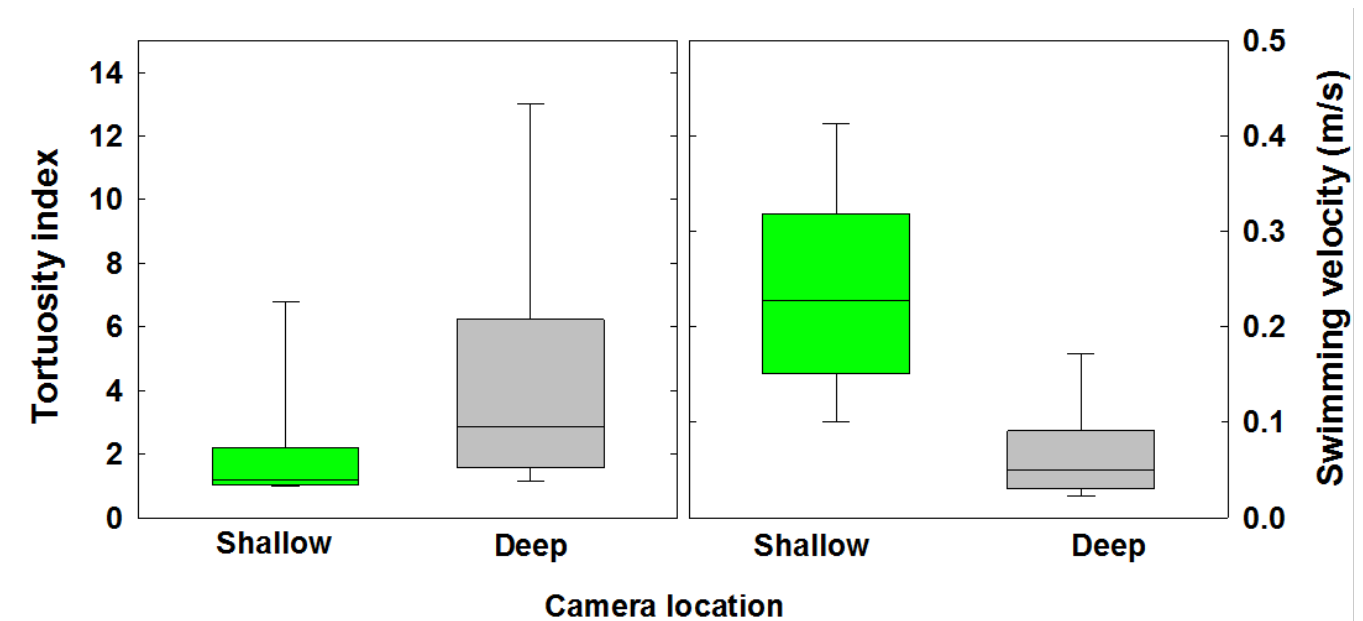 Tortuosity index
14
12
10
8
6
4
2
0
Shallow
Deep
Shallow
Deep
0.5
0.4
0.3
0.2
0.1
0.0
Swimming velocity (m/s)
Camera location